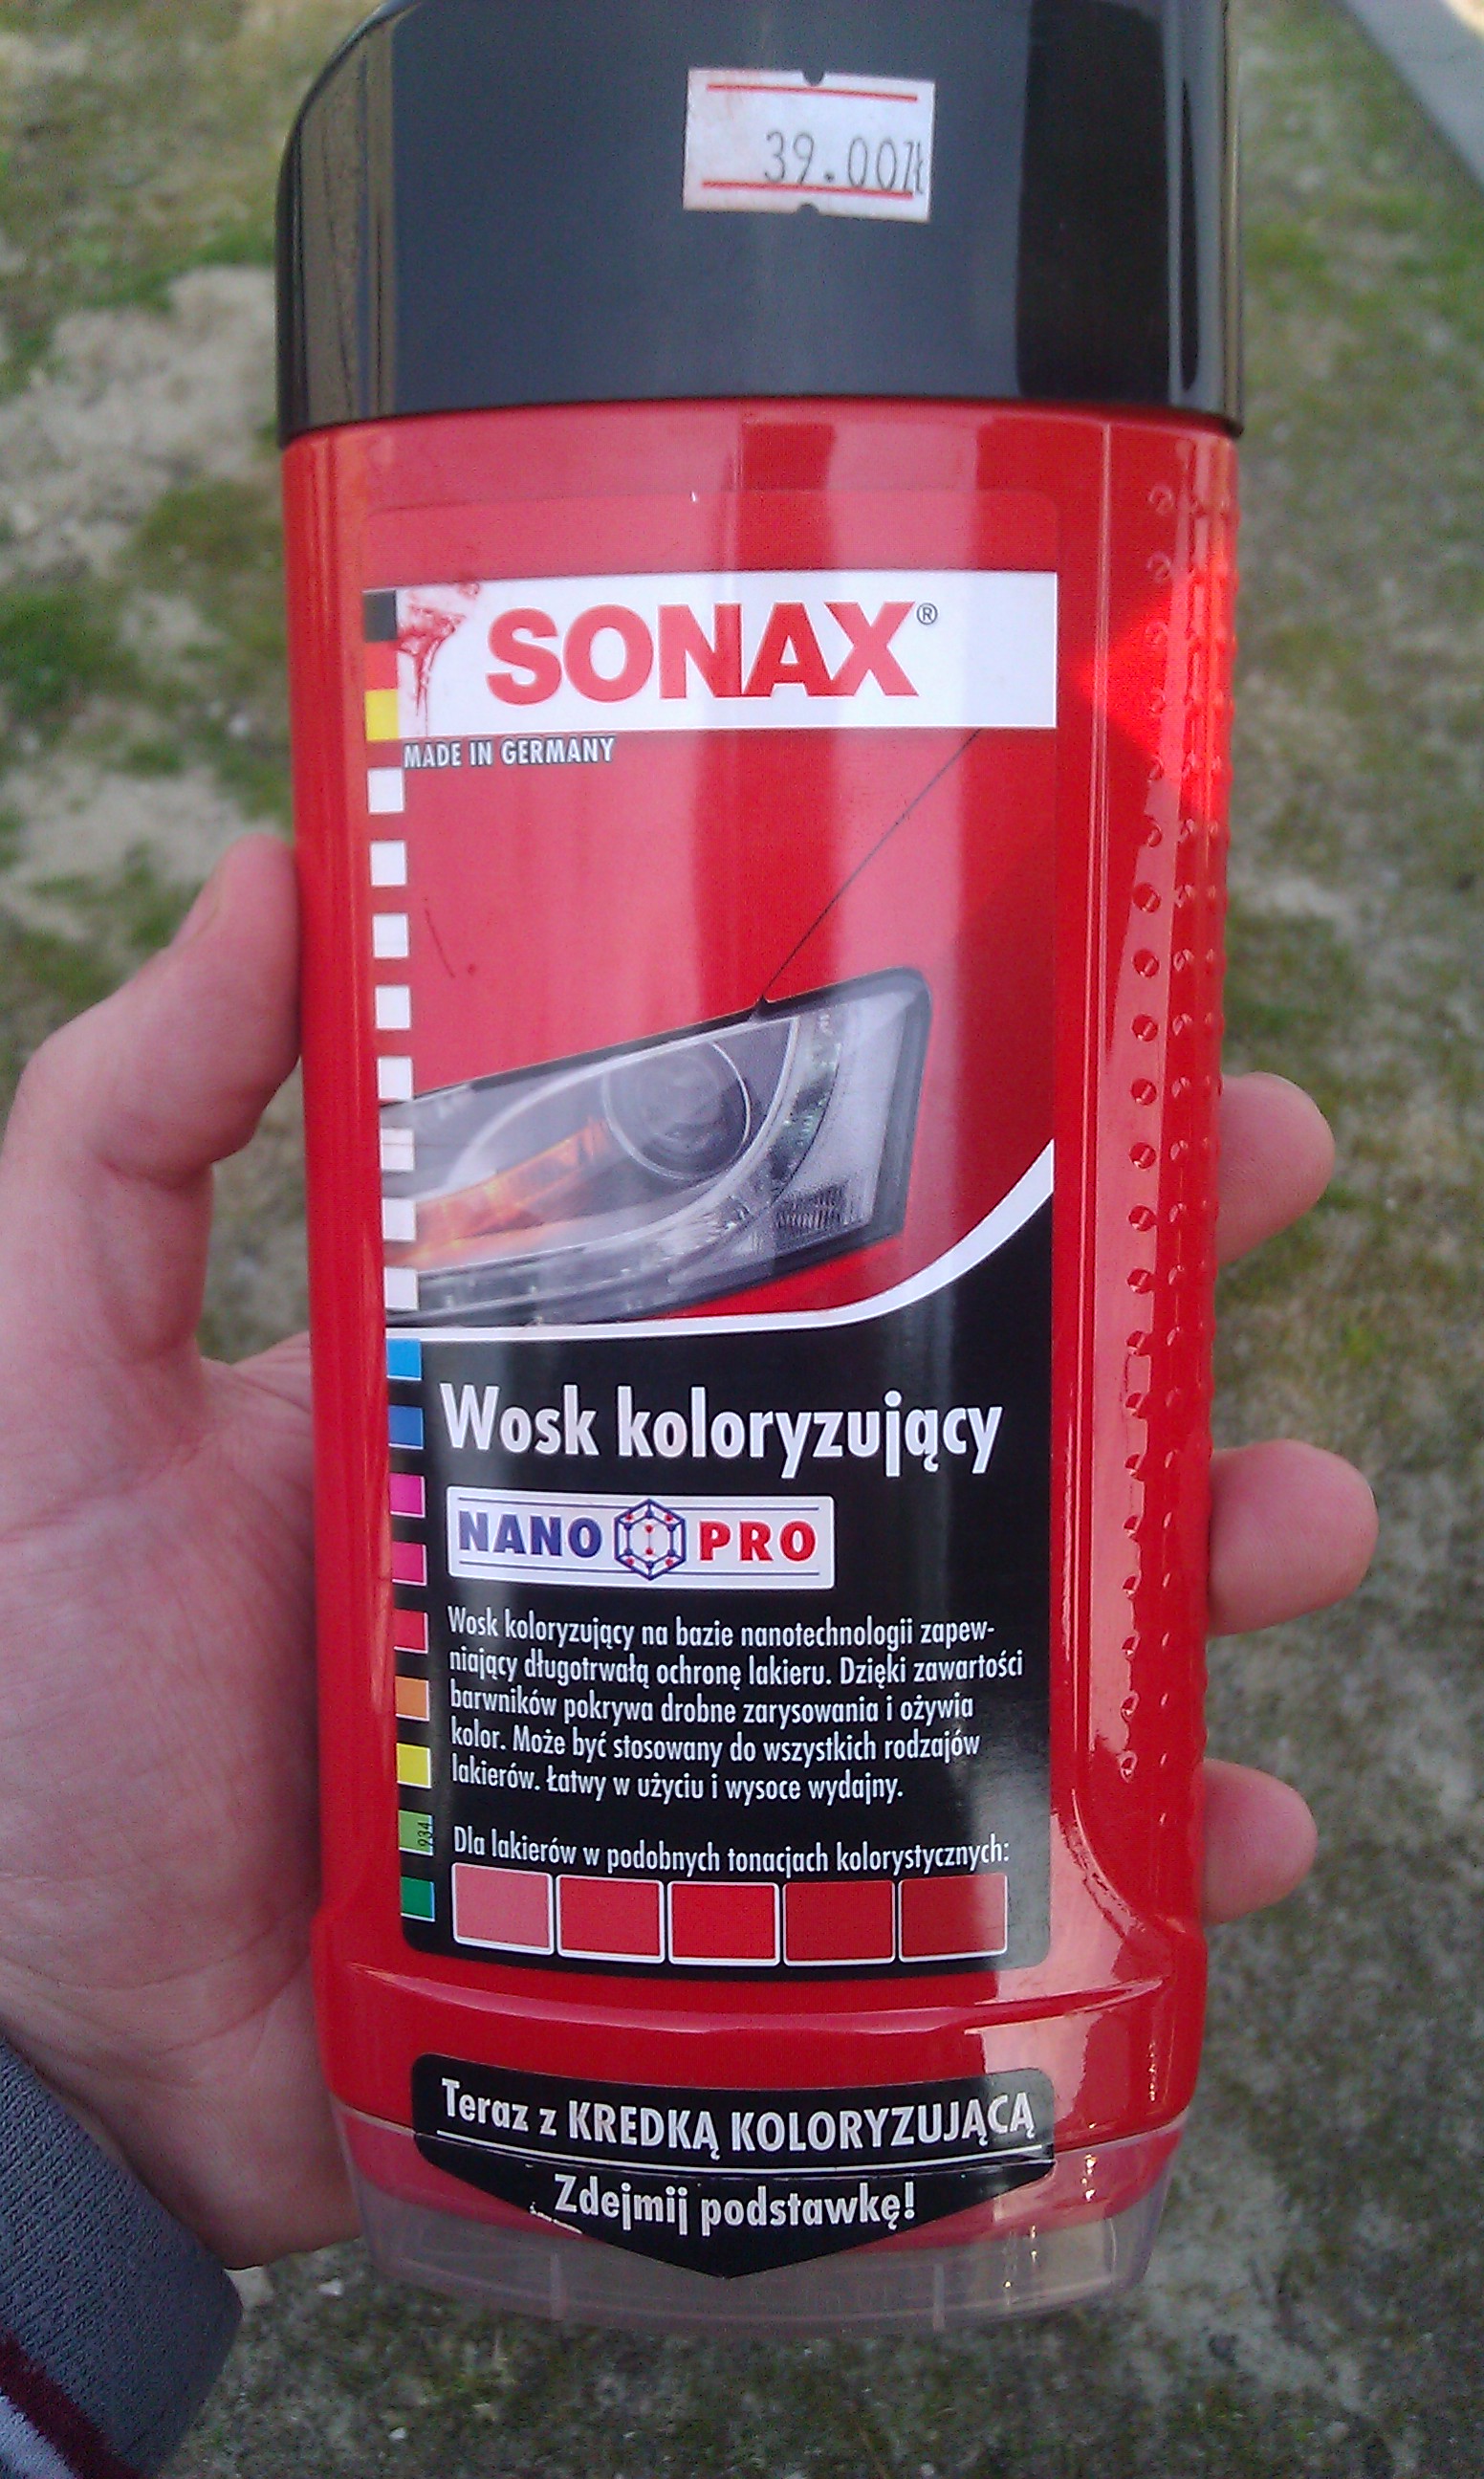 39.00zł
SONAX®
MADE IN GERMANY
Wosk koloryzujący
NANO PRO
Wosk koloryzujący na bazie nanotechnologii zapew-
niający długotrwałą ochronę lakieru. Dzięki zawartości
barwników pokrywa drobne zarysowania i ożywia
kolor. Może być stosowany do wszystkich rodzajów
lakierów. Łatwy w użyciu i wysoce wydajny.
934
Dla lakierów w podobnych tonacjach kolorystycznych:
Teraz z KREDKĄ KOLORYZUJĄCĄ
Zdejmij podstawkę!